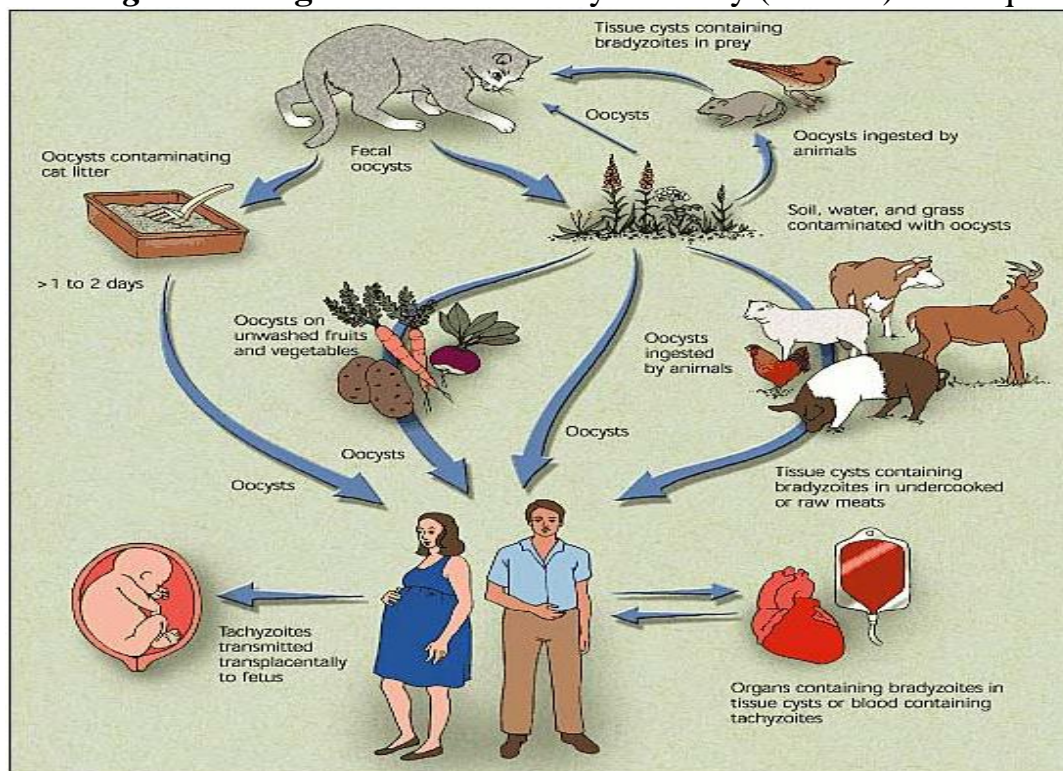 Tissue cysts containing
bradyzoites in prey
Oocysts
Oocysts ingested by
animals
Fecal
oocysts
Oocysts contaminating
cat litter
Soil, water, and grass
contaminated with oocysts
>1 to 2 days
Oocysts on
unwashed fruits
and vegetables
Oocysts
ingested
by animals
Oocysts
Oocysts
Oocysts
Tissue cysts containing
bradyzoites in undercooked
or raw meats
Tachyzoites
transmitted
transplacentally
to fetus
Organs containing bradyzoites in
tissue cysts or blood containing
tachyzoites